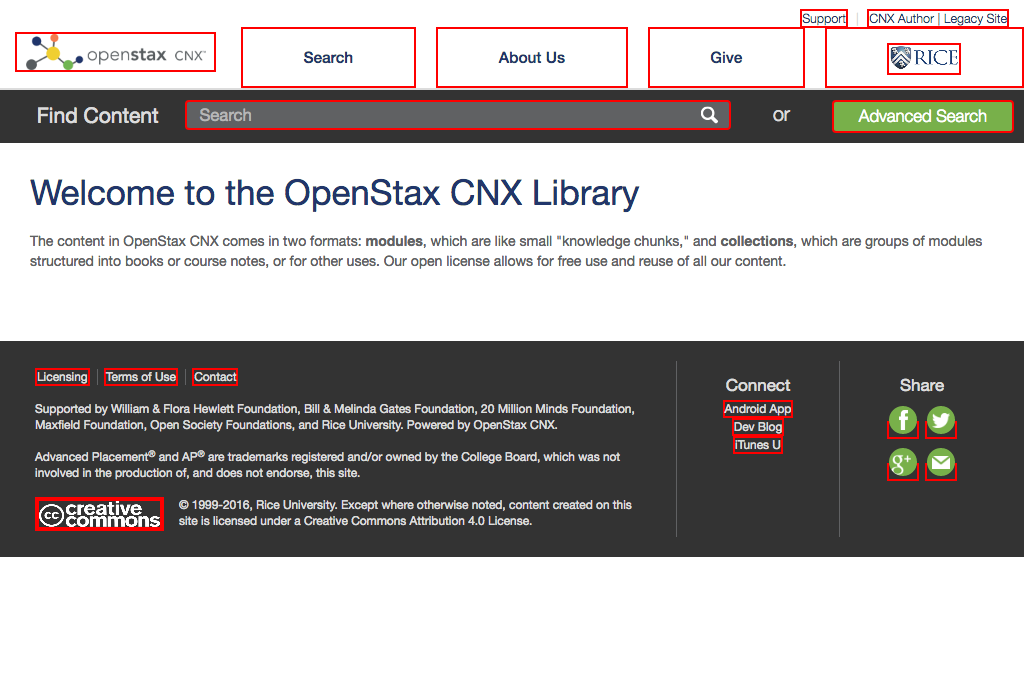 Support | CNX Author | Legacy Site
openstax CNX™
Search
About Us
Give
RICE
Find Content
Search
or
Advanced Search
Welcome to the OpenStax CNX Library
The content in OpenStax CNX comes in two formats: modules, which are like small "knowledge chunks," and collections, which are groups of modules
structured into books or course notes, or for other uses. Our open license allows for free use and reuse of all our content.
Licensing | Terms of Use | Contact
Supported by William & Flora Hewlett Foundation, Bill & Melinda Gates Foundation, 20 Million Minds Foundation,
Maxfield Foundation, Open Society Foundations, and Rice University. Powered by OpenStax CNX.
Advanced Placement® and AP® are trademarks registered and/or owned by the College Board, which was not
involved in the production of, and does not endorse, this site.
cc creative
commons
© 1999-2016, Rice University. Except where otherwise noted, content created on this
site is licensed under a Creative Commons Attribution 4.0 License.
Connect
Android App
Dev Blog
iTunes U
Share
f
g+